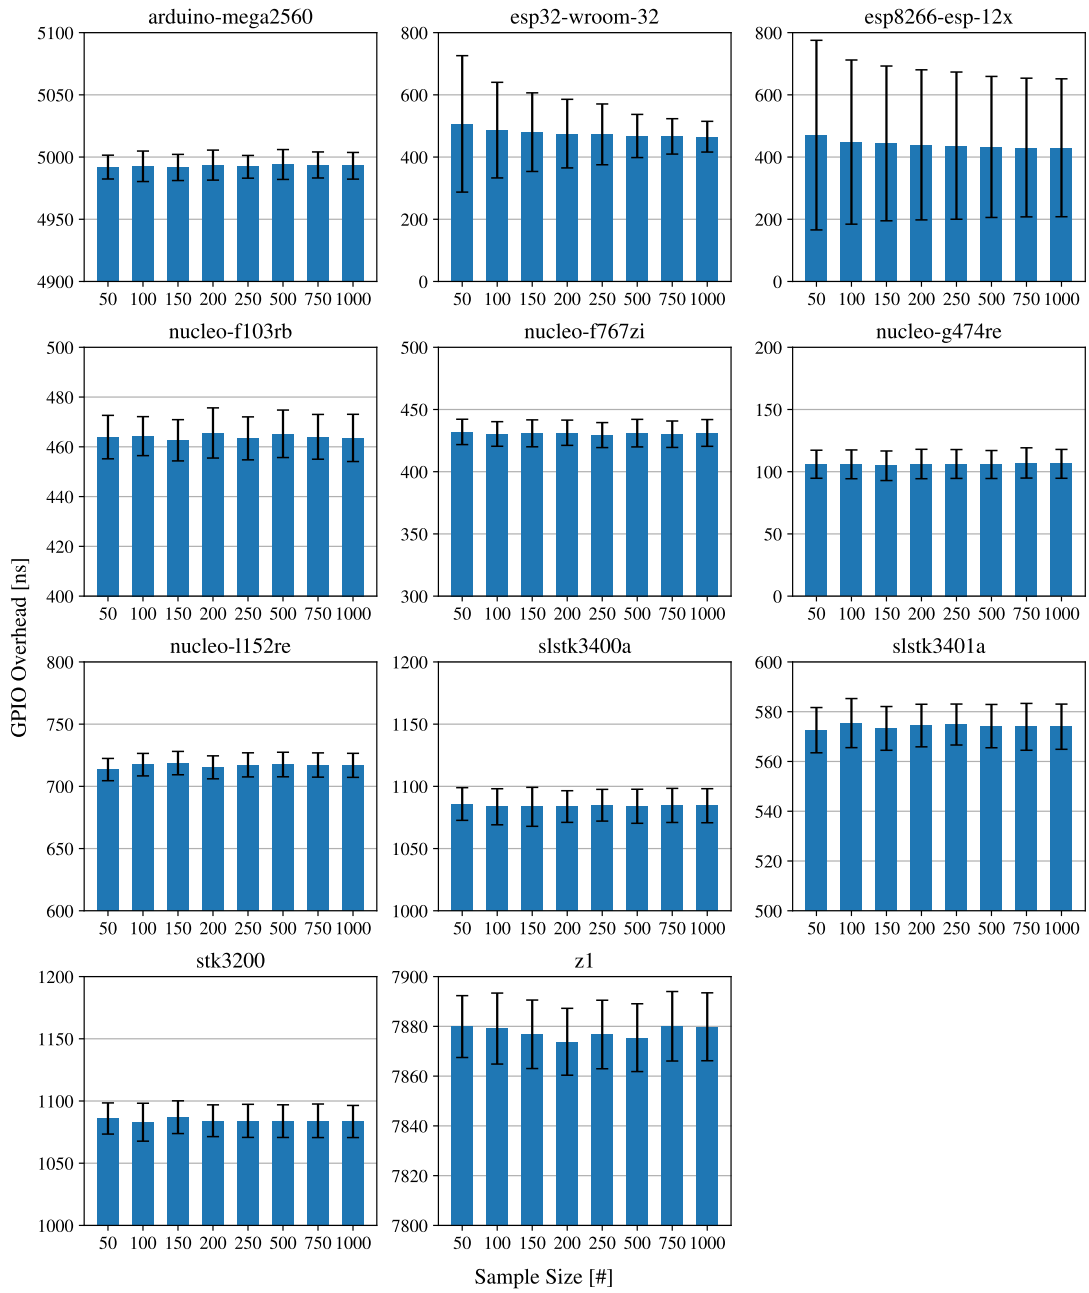 arduino-mega2560
5100
5050
5000
4950
4900
50 100 150 200 250 500 750 1000
esp32-wroom-32
800
600
400
200
0
50 100 150 200 250 500 750 1000
esp8266-esp-12x
800
600
400
200
0
50 100 150 200 250 500 750 1000
nucleo-f103rb
500
480
460
440
420
400
50 100 150 200 250 500 750 1000
nucleo-f767zi
500
450
400
350
300
50 100 150 200 250 500 750 1000
nucleo-g474re
200
150
100
50
0
50 100 150 200 250 500 750 1000
GPIO Overhead [ns]
nucleo-l152re
800
750
700
650
600
50 100 150 200 250 500 750 1000
slstk3400a
1200
1150
1100
1050
1000
50 100 150 200 250 500 750 1000
slstk3401a
600
580
560
540
520
500
50 100 150 200 250 500 750 1000
stk3200
1200
1150
1100
1050
1000
50 100 150 200 250 500 750 1000
z1
7900
7880
7860
7840
7820
7800
50 100 150 200 250 500 750 1000
Sample Size [#]